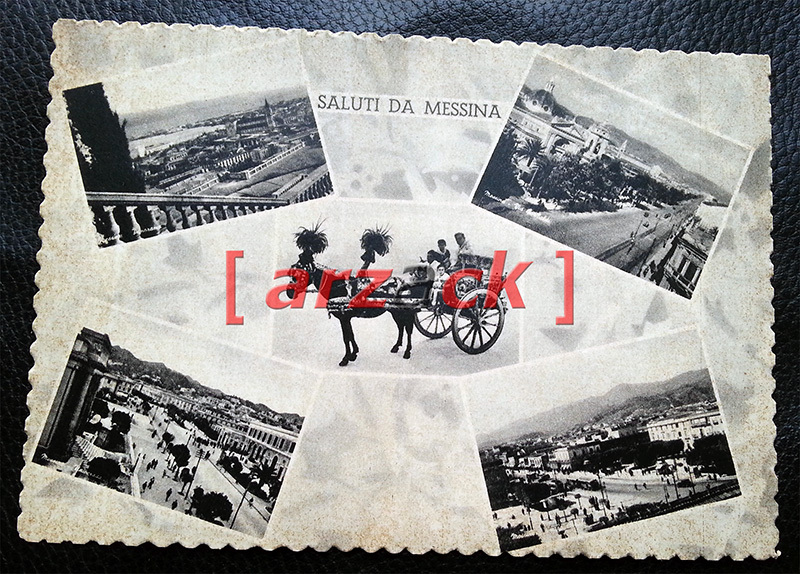 SALUTI DA MESSINA
[ arzack ]